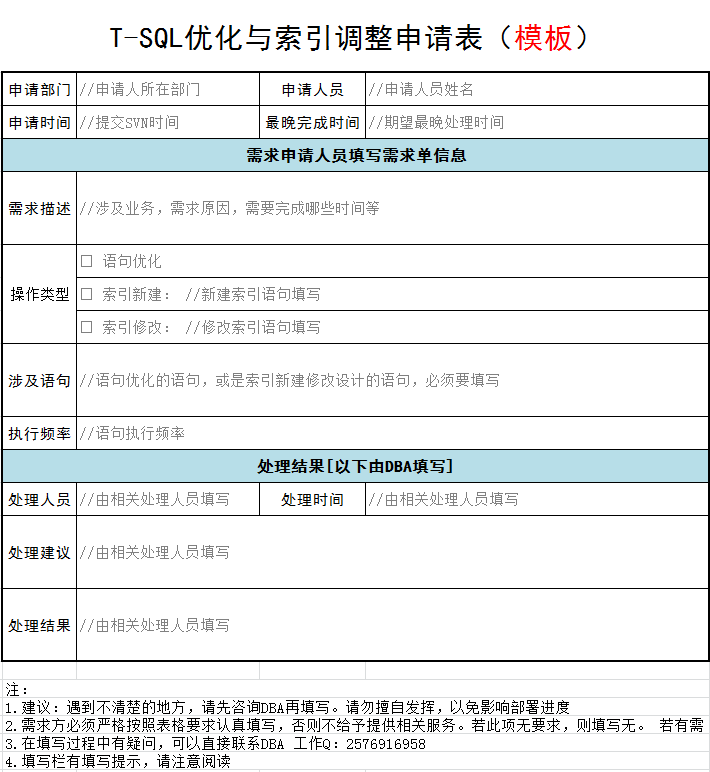 T-SQL优化与索引调整申请表（模板）
申请部门 //申请人所在部门 申请人员 //申请人员姓名
申请时间 //提交SVN时间 最晚完成时间 //期望最晚处理时间
需求申请人员填写需求单信息
需求描述 //涉及业务，需求原因，需要完成哪些时间等
操作类型
□ 语句优化
□ 索引新建： //新建索引语句填写
□ 索引修改： //修改索引语句填写
涉及语句 //语句优化的语句，或是索引新建修改设计的语句，必须要填写
执行频率 //语句执行频率
处理结果[以下由DBA填写]
处理人员 //由相关处理人员填写 处理时间 //由相关处理人员填写
处理建议 //由相关处理人员填写
处理结果 //由相关处理人员填写
注：
1.建议：遇到不清楚的地方，请先咨询DBA再填写。请勿擅自发挥，以免影响部署进度
2.需求方必须严格按照表格要求认真填写，否则不给予提供相关服务。若此项无要求，则填写无。 若有需
3.在填写过程中有疑问，可以直接联系DBA 工作Q：2576916958
4.填写栏有填写提示，请注意阅读